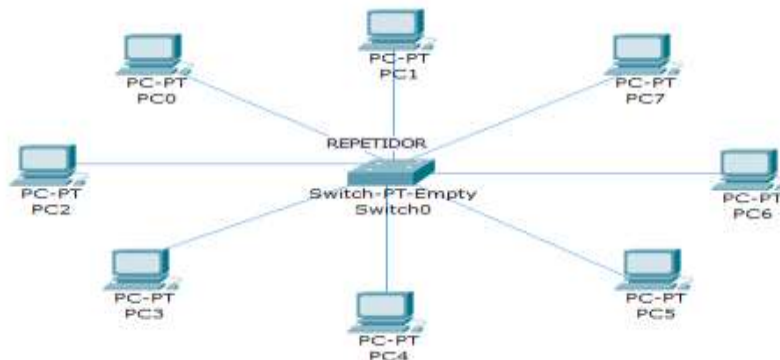 PC-PT
PC1
PC-PT
PC0
PC-PT
PC7
REPETIDOR
PC-PT
PC2
Switch-PT-Empty
Switch0
PC-PT
PC6
PC-PT
PC3
PC-PT
PC5
PC-PT
PC4